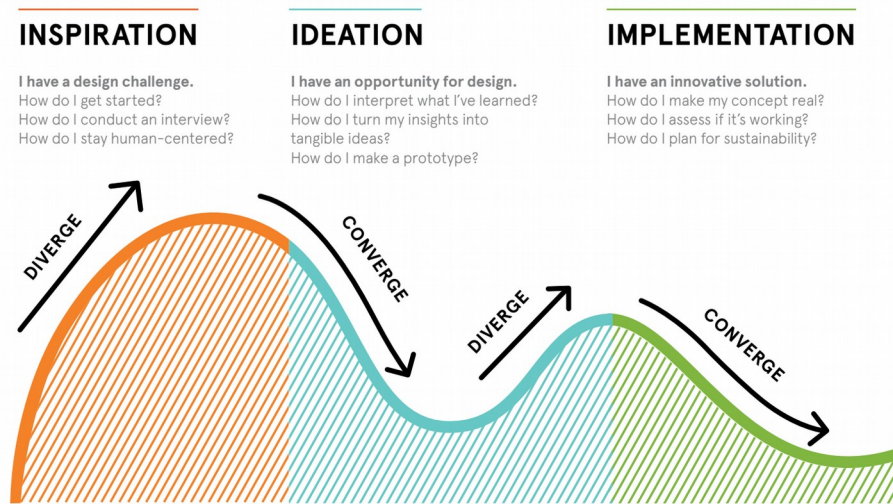 INSPIRATION
I have a design challenge.
How do I get started?
How do I conduct an interview?
How do I stay human-centered?
IDEATION
I have an opportunity for design.
How do I interpret what I've learned?
How do I turn my insights into
tangible ideas?
How do I make a prototype?
IMPLEMENTATION
I have an innovative solution.
How do I make my concept real?
How do I assess if it's working?
How do I plan for sustainability?
DIVERGE
CONVERGE
DIVERGE
CONVERGE